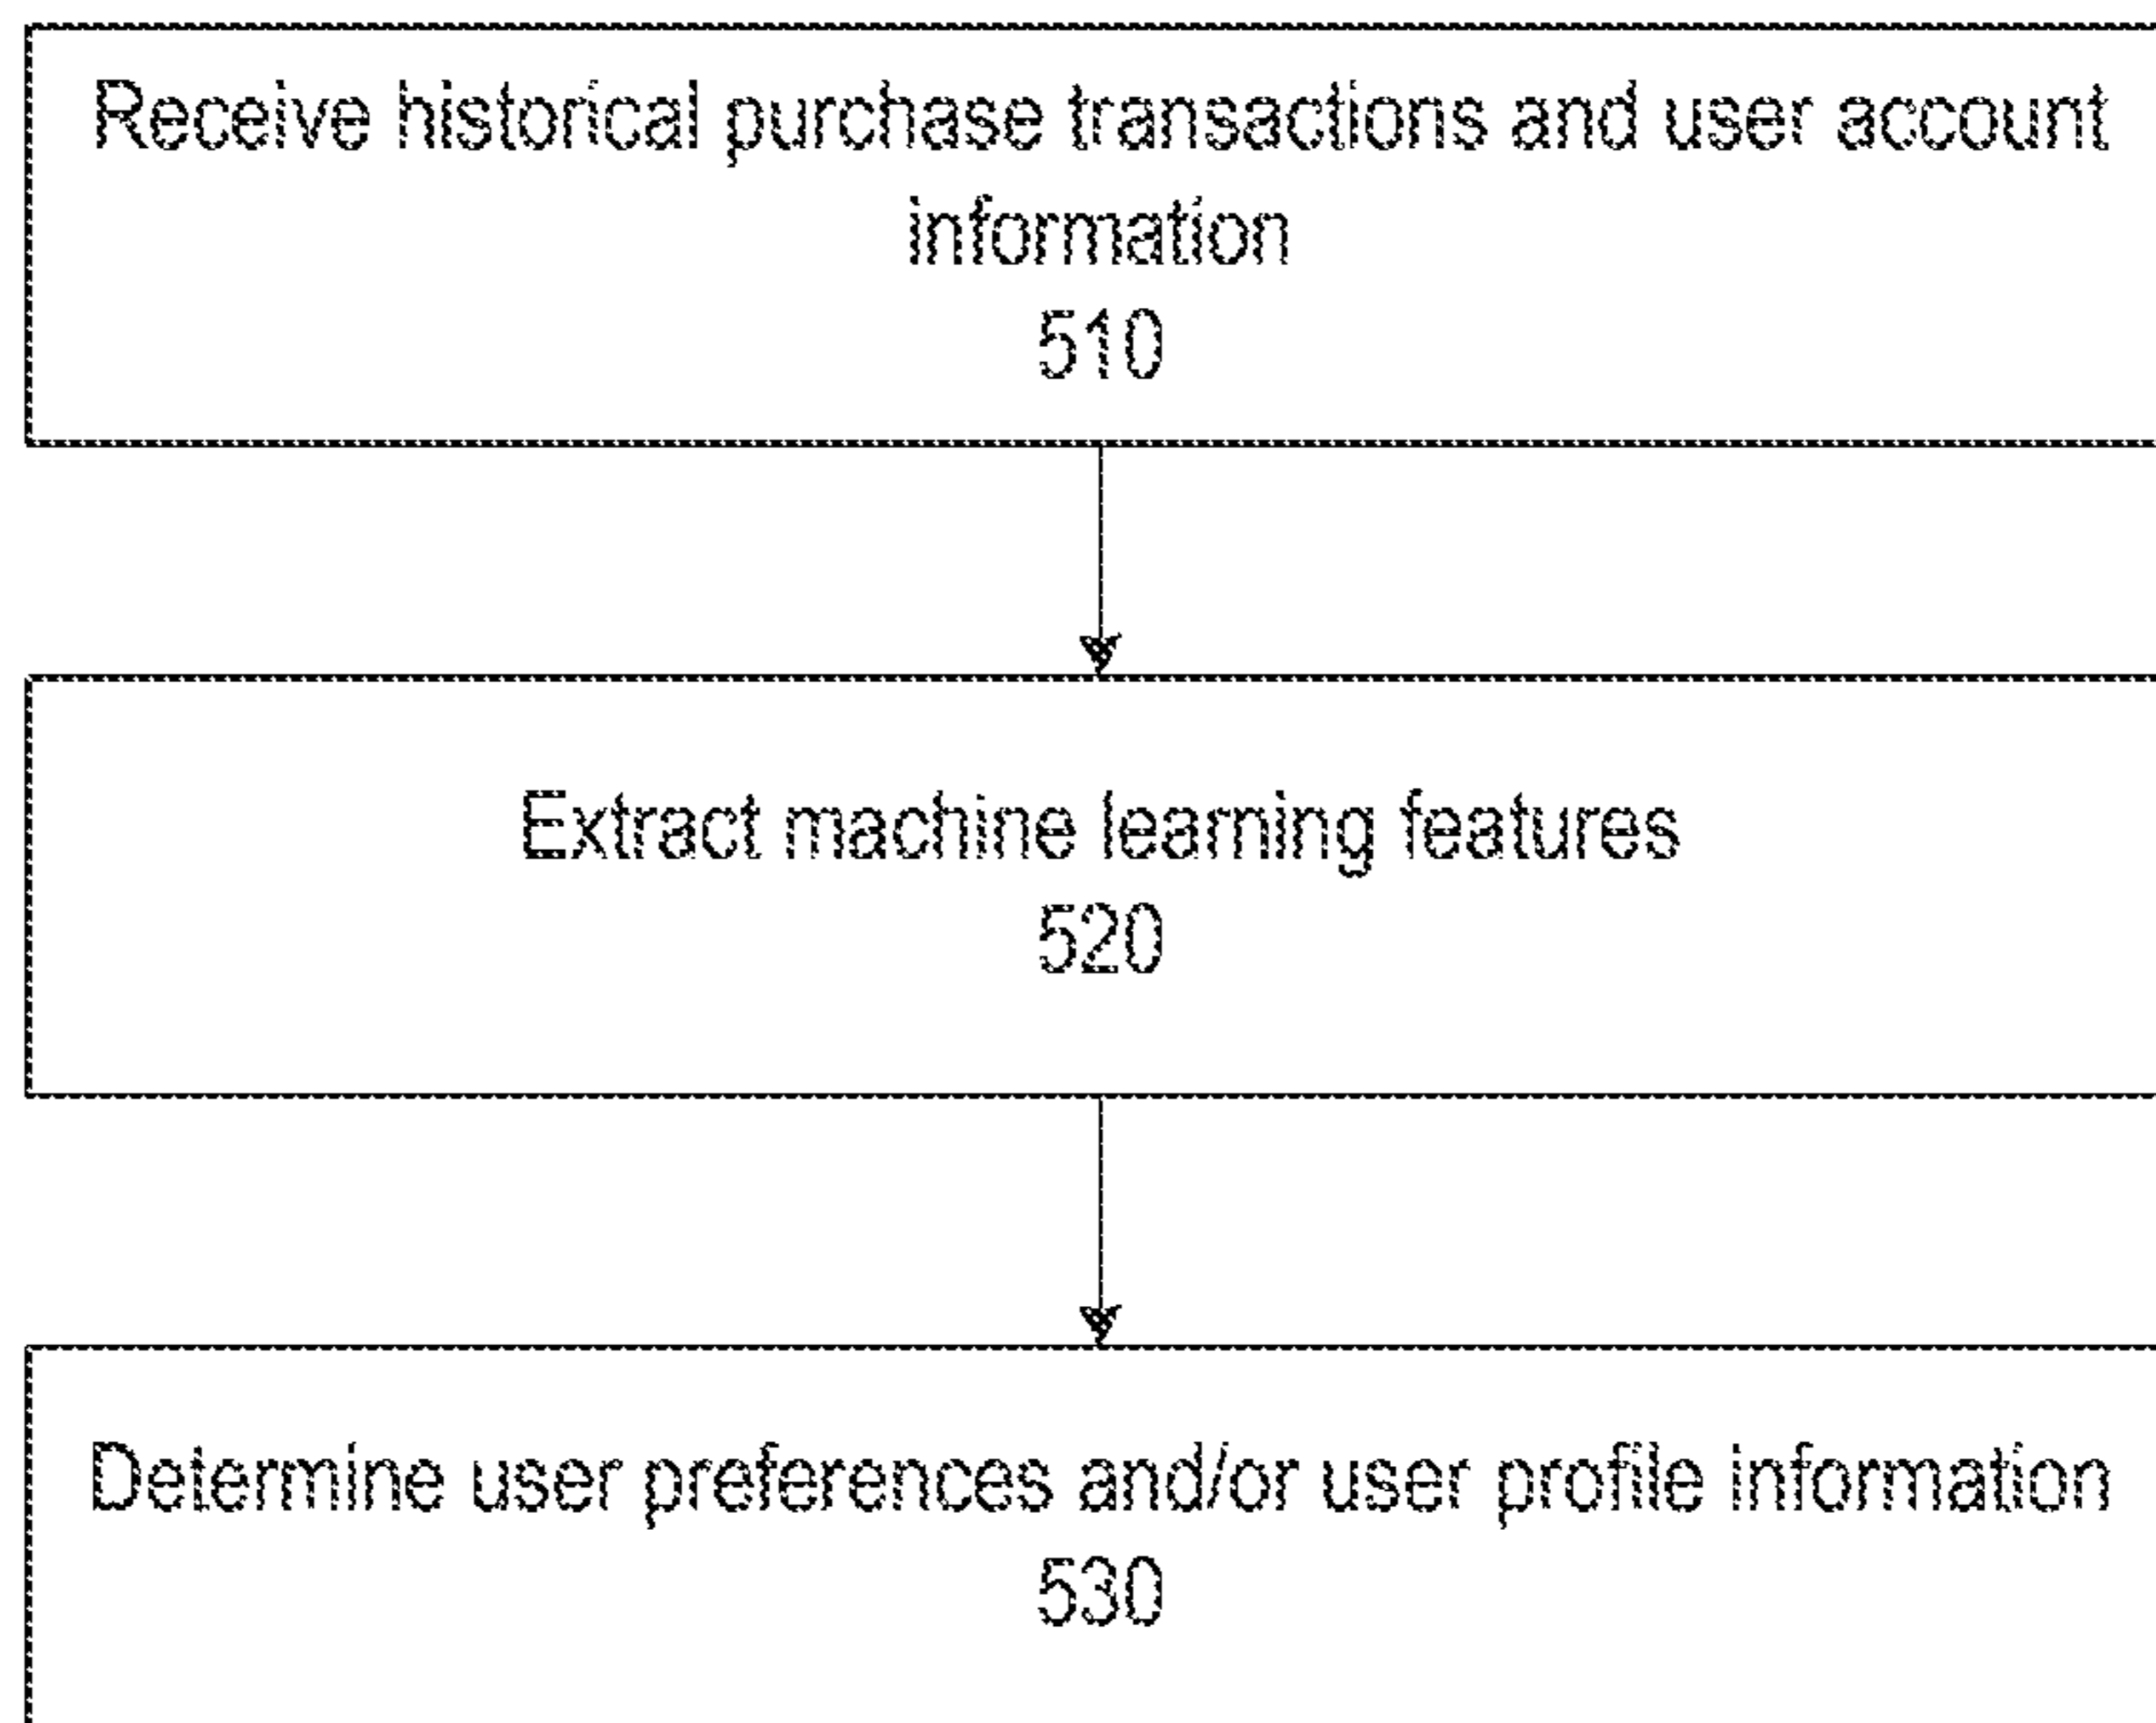 Receive historical purchase transactions and user account
information
510
Extract machine learning features
520
Determine user preferences and/or user profile information
530